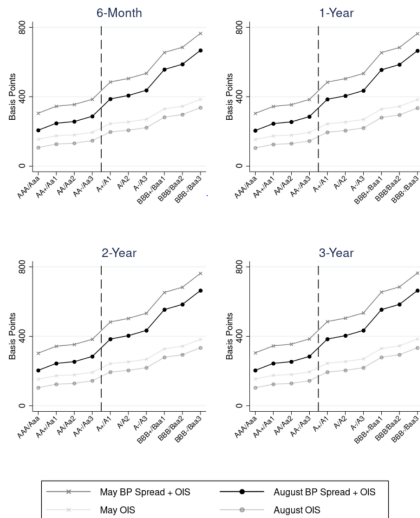 6-Month
1-Year
800
400
0
Basis Points
AAA/Aaa
AA+/Aa1
AA/Aa2
AA-/Aa3
A+/A1
A/A2
A-/A3
BBB+/Baa1
BBB/Baa2
BBB-/Baa3
800
400
0
Basis Points
AAA/Aaa
AA+/Aa1
AA/Aa2
AA-/Aa3
A+/A1
A/A2
A-/A3
BBB+/Baa1
BBB/Baa2
BBB-/Baa3
2-Year
3-Year
800
400
0
Basis Points
AAA/Aaa
AA+/Aa1
AA/Aa2
AA-/Aa3
A+/A1
A/A2
A-/A3
BBB+/Baa1
BBB/Baa2
BBB-/Baa3
800
400
0
Basis Points
AAA/Aaa
AA+/Aa1
AA/Aa2
AA-/Aa3
A+/A1
A/A2
A-/A3
BBB+/Baa1
BBB/Baa2
BBB-/Baa3
May BP Spread + OIS
August BP Spread + OIS
May OIS
August OIS